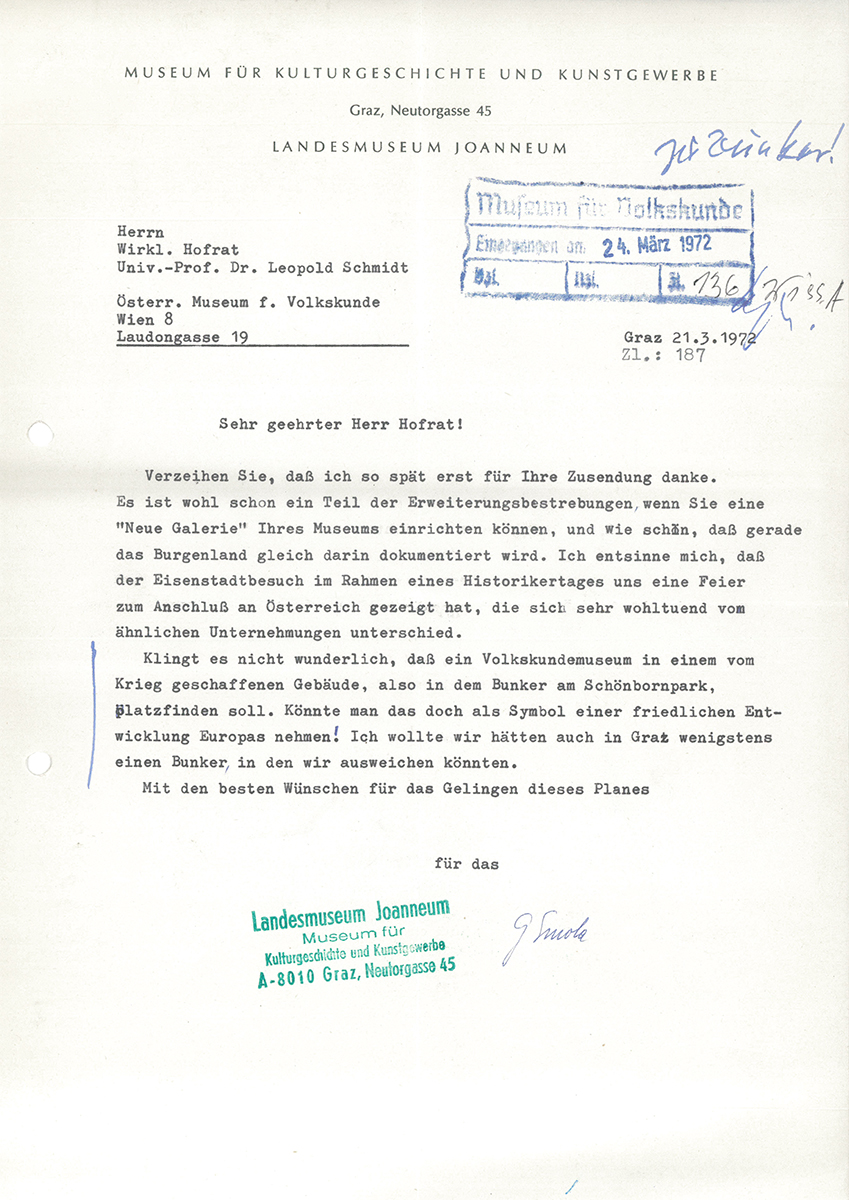 MUSEUM FÜR KULTURGESCHICHTE UND KUNSTGEWERBE
Graz, Neutorgasse 45
LANDESMUSEUM JOANNEUM
Museum für Volkskunde
Eingegangen am 24. März 1972
136
Herrn
Wirkl. Hofrat
Univ.-Prof. Dr. Leopold Schmidt
Österr. Museum f. Volkskunde
Wien 8
Laudongasse 19
Graz 21.3.1972
Zl.: 187
Sehr geehrter Herr Hofrat!
Verzeihen Sie, daß ich so spät erst für Ihre Zusendung danke.
Es ist wohl schon ein Teil der Erweiterungsbestrebungen, wenn Sie eine
"Neue Galerie" Ihres Museums einrichten können, und wie schön, daß gerade
das Burgenland gleich darin dokumentiert wird. Ich entsinne mich, daß
der Eisenstadtbesuch im Rahmen eines Historikertages uns eine Feier
zum Anschluß an Österreich gezeigt hat, die sich sehr wohltuend vom
ähnlichen Unternehmungen unterschied.
Klingt es nicht wunderlich, daß ein Volkskundemuseum in einem vom
Krieg geschaffenen Gebäude, also in dem Bunker am Schönbornpark,
platzfinden soll. Könnte man das doch als Symbol einer friedlichen Ent-
wicklung Europas nehmen! Ich wollte wir hätten auch in Graz wenigstens
einen Bunker, in den wir ausweichen könnten.
Mit den besten Wünschen für das Gelingen dieses Planes
für das
Landesmuseum Joanneum
Museum für
Kulturgeschichte und Kunstgewerbe
A-8010 Graz, Neutorgasse 45
G Smola